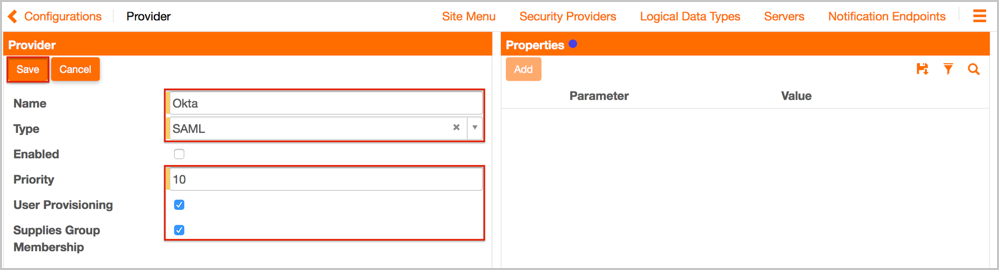 Configurations Provider Site Menu Security Providers Logical Data Types Servers Notification Endpoints
Provider
Save Cancel
Name Okta
Type SAML
Enabled
Priority 10
User Provisioning
Supplies Group
Membership
Properties
Add
Parameter Value